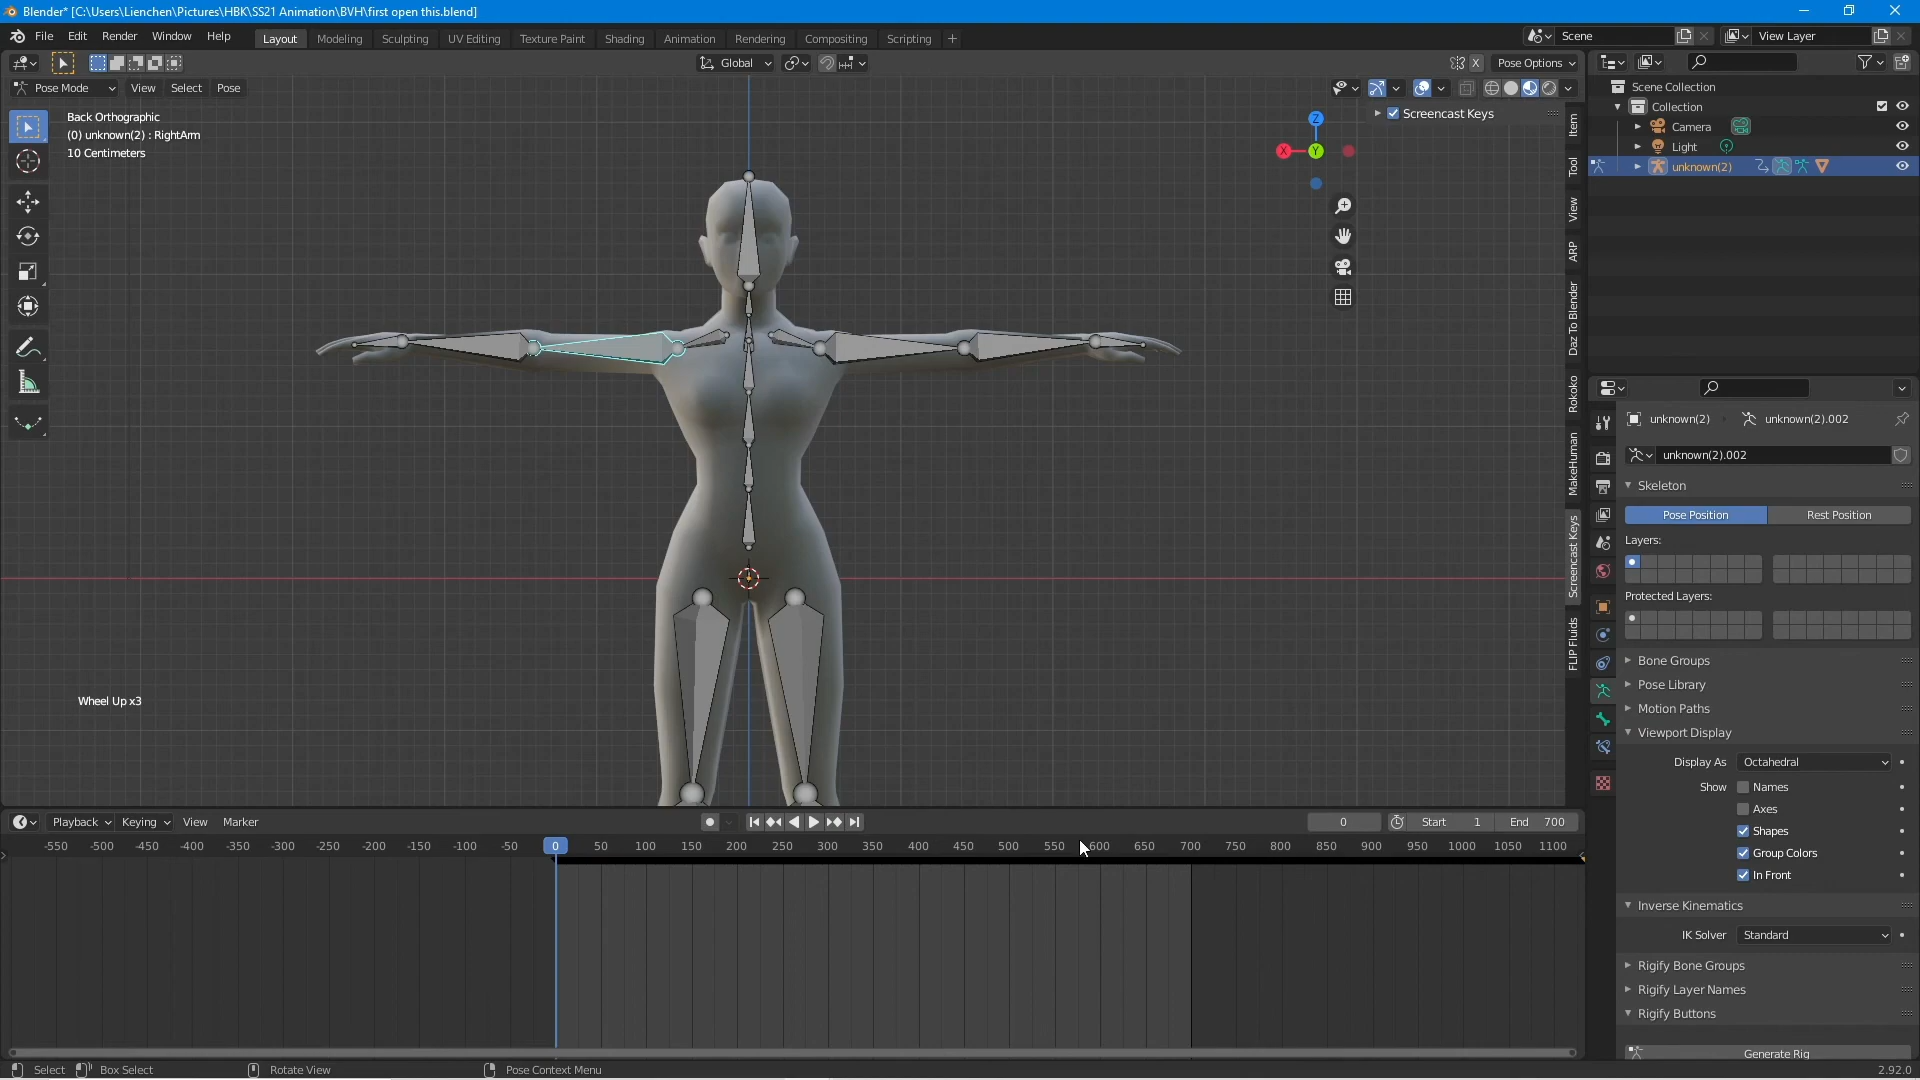 Blender* [C:\Users\Lienchen\Pictures\HBK\SS21 Animation\BVH\first open this.blend]
File Edit Render Window Help Layout Modeling Sculpting UV Editing Texture Paint Shading Animation Rendering Compositing Scripting + Scene View Layer
Global X Pose Options
Pose Mode View Select Pose
Back Orthographic
(0) unknown(2) : RightArm
10 Centimeters
Screencast Keys
Z
X Y
Item
Tool
View
ARP
Daz To Blender
Rokoko
MakeHuman
Screencast Keys
FLIP Fluids
Wheel Up x3
Scene Collection
Collection
Camera
Light
unknown(2)
unknown(2) unknown(2).002
unknown(2).002
Skeleton
Pose Position Rest Position
Layers:
Protected Layers:
Bone Groups
Pose Library
Motion Paths
Viewport Display
Display As Octahedral
Show Names
Axes
Shapes
Group Colors
In Front
Inverse Kinematics
IK Solver Standard
Rigify Bone Groups
Rigify Layer Names
Rigify Buttons
Generate Rig
Playback Keying View Marker 0 Start 1 End 700
-550 -500 -450 -400 -350 -300 -250 -200 -150 -100 -50 0 50 100 150 200 250 300 350 400 450 500 550 600 650 700 750 800 850 900 950 1000 1050 1100
Select Box Select Rotate View Pose Context Menu 2.92.0